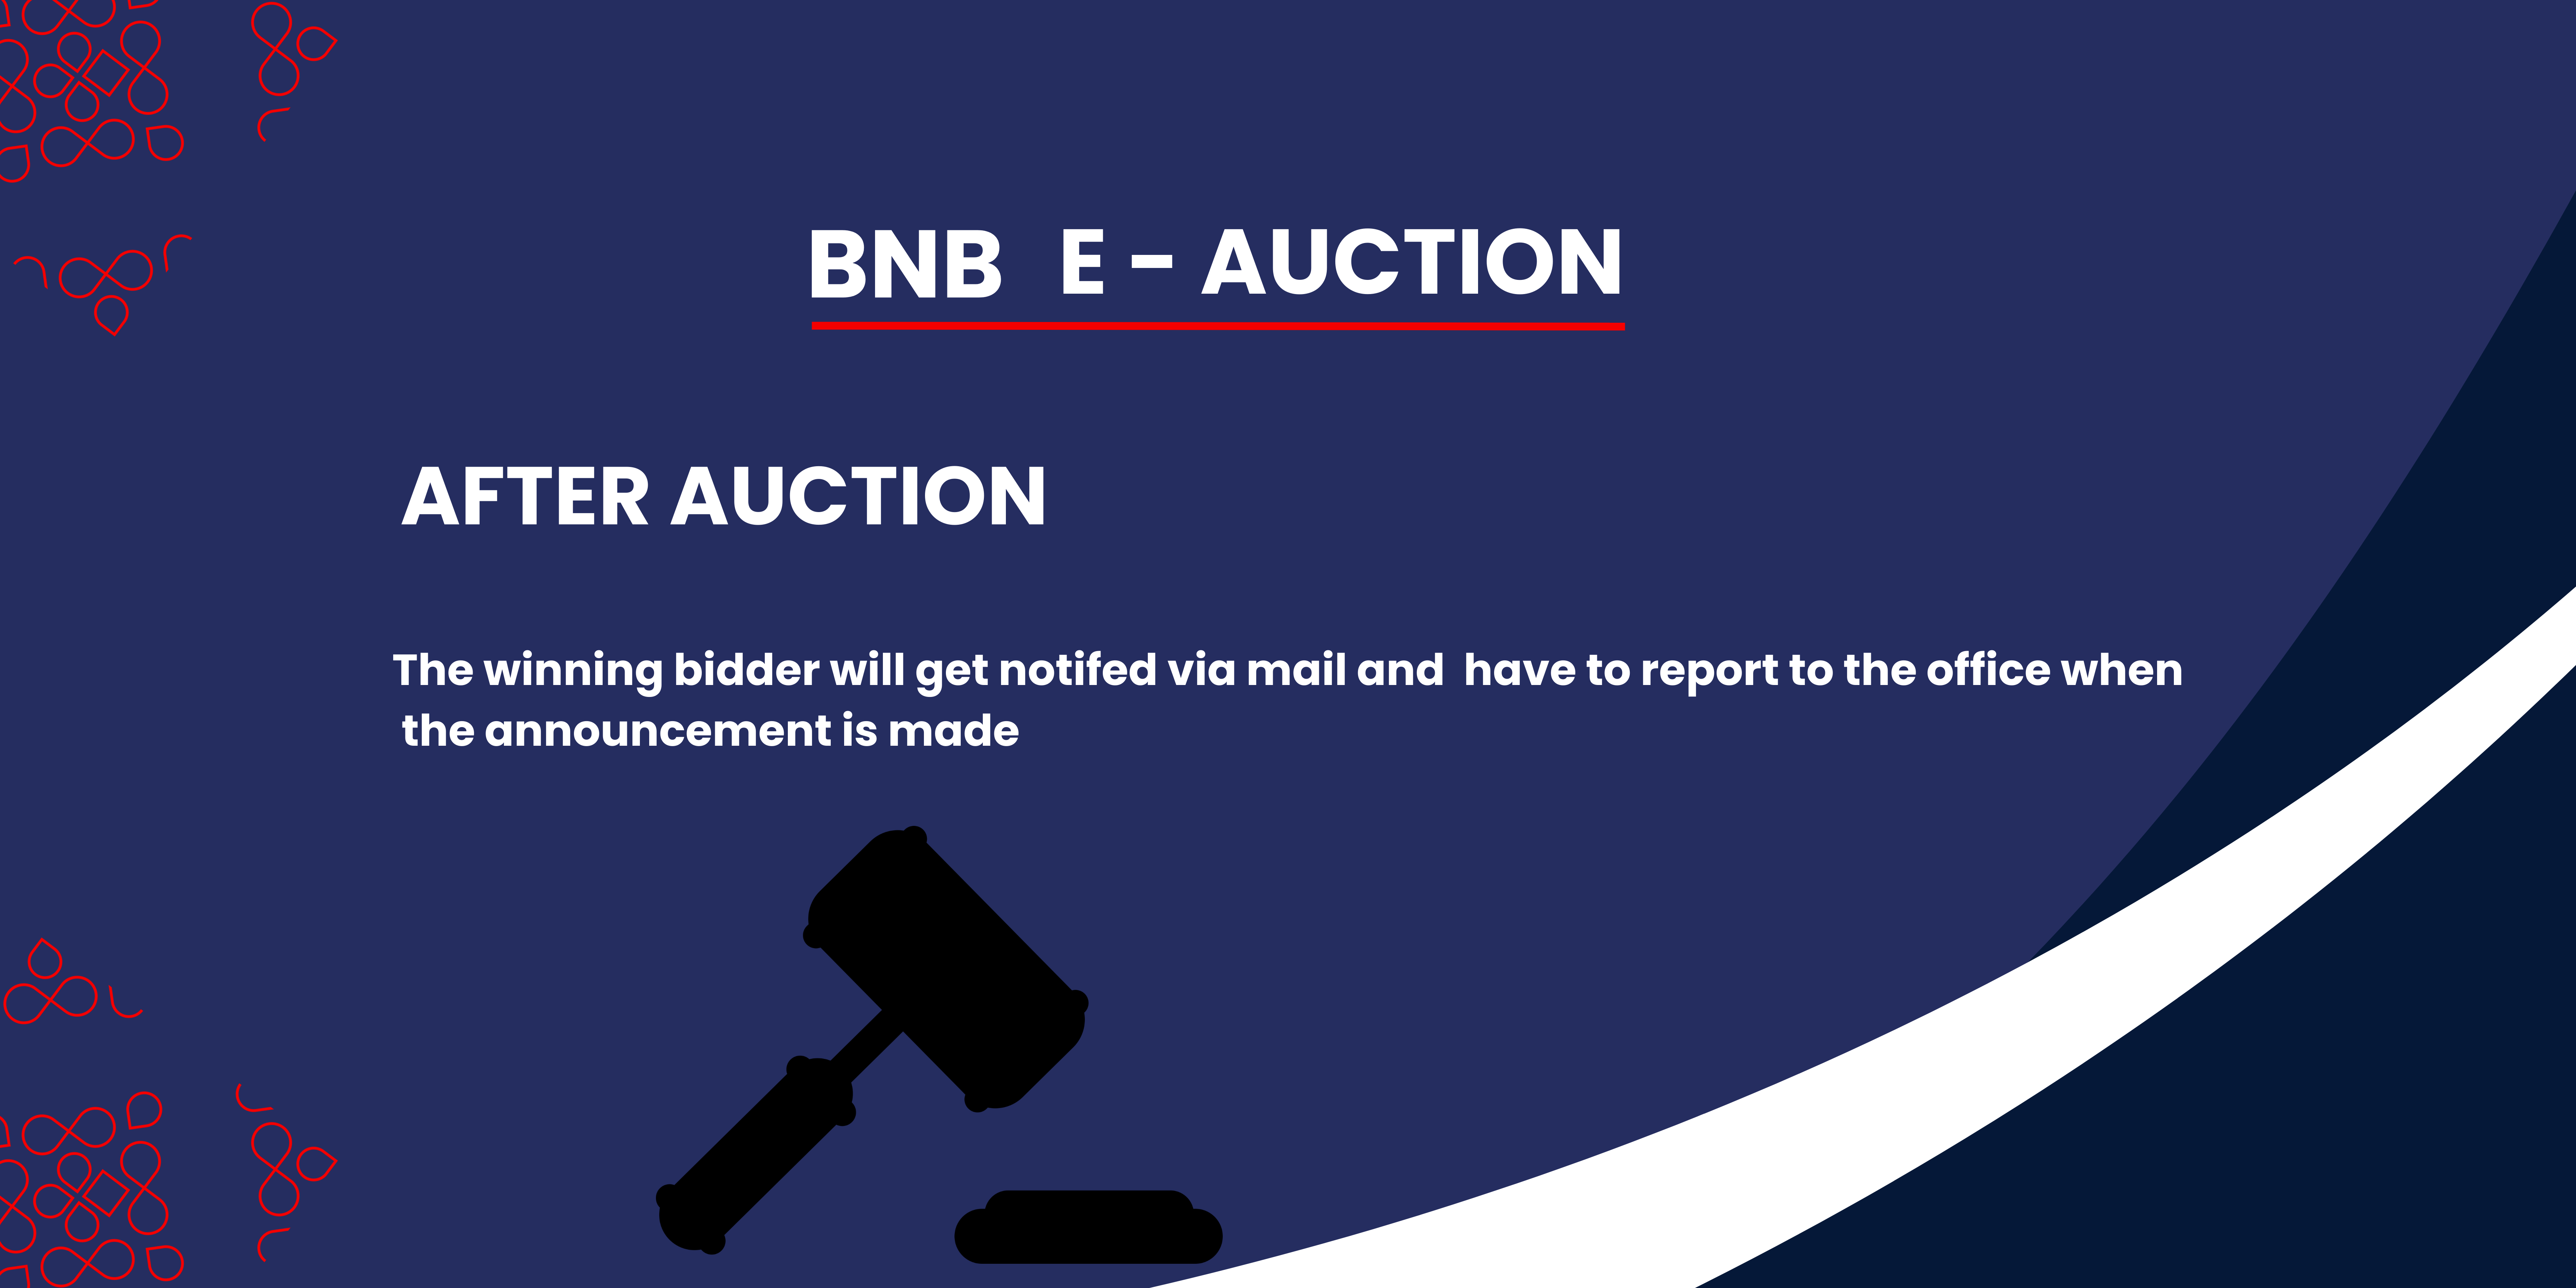 BNB E - AUCTION
AFTER AUCTION
The winning bidder will get notifed via mail and have to report to the office when
the announcement is made